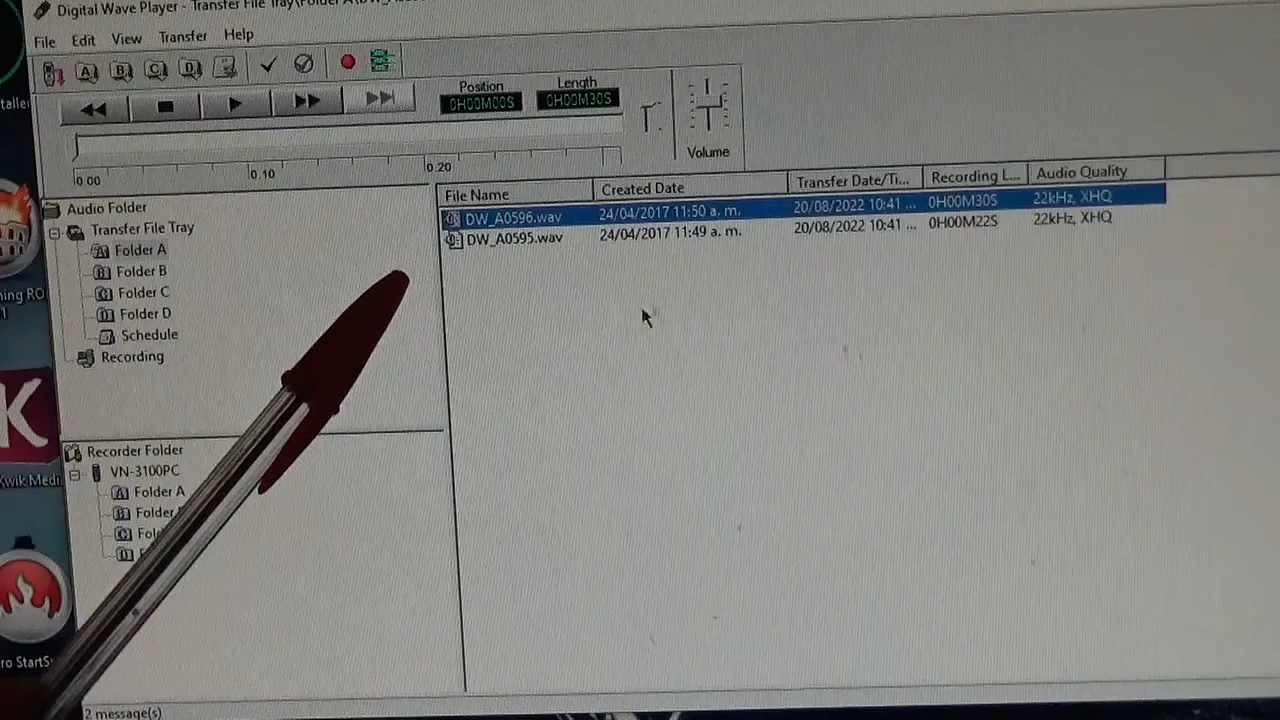 Digital Wave Player - Transfer File Tray\Folder A\
File Edit View Transfer Help
A B C D
Position Length
0H00M00S 0H00M30S
Volume
0.00 0.10 0.20
Audio Folder
Transfer File Tray
Folder A
Folder B
Folder C
Folder D
Schedule
Recording
File Name Created Date Transfer Date/Ti... Recording L... Audio Quality
DW_A0596.wav 24/04/2017 11:50 a. m. 20/08/2022 10:41 ... 0H00M30S 22kHz, XHQ
DW_A0595.wav 24/04/2017 11:49 a. m. 20/08/2022 10:41 ... 0H00M22S 22kHz, XHQ
Recorder Folder
VN-3100PC
Folder A
Folder
2 message(s)
K